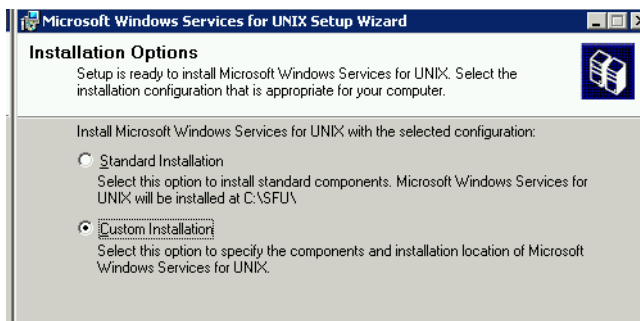 Microsoft Windows Services for UNIX Setup Wizard
Installation Options
Setup is ready to install Microsoft Windows Services for UNIX. Select the
installation configuration that is appropriate for your computer.
Install Microsoft Windows Services for UNIX with the selected configuration:
Standard Installation
Select this option to install standard components. Microsoft Windows Services for
UNIX will be installed at C:\SFU\
Custom Installation
Select this option to specify the components and installation location of Microsoft
Windows Services for UNIX.